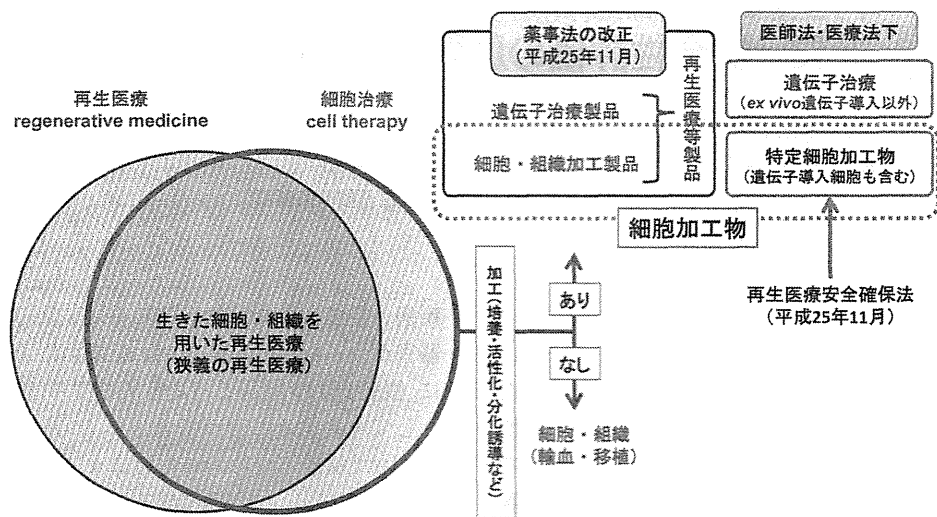 再生医療
regenerative medicine
細胞治療
cell therapy
生きた細胞・組織を
用いた再生医療
(狭義の再生医療)
加工(培養・活性化・分化誘導など)
あり
なし
細胞・組織
(輸血・移植)
薬事法の改正
(平成25年11月)
遺伝子治療製品
細胞・組織加工製品
再生医療等製品
医師法・医療法下
遺伝子治療
(ex vivo遺伝子導入以外)
特定細胞加工物
(遺伝子導入細胞も含む)
細胞加工物
再生医療安全確保法
(平成25年11月)